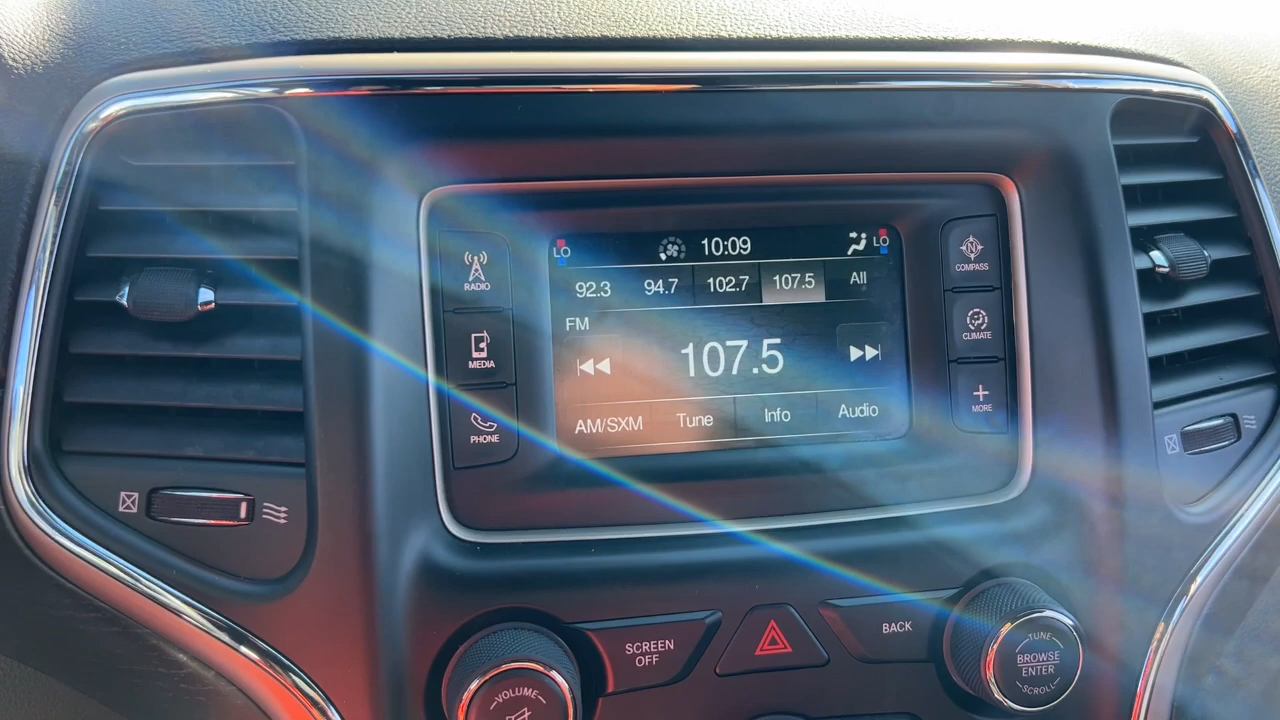 LO 10:09 LO
92.3 94.7 102.7 107.5 All
FM
107.5
AM/SXM Tune Info Audio
RADIO
MEDIA
PHONE
N
COMPASS
CLIMATE
MORE
VOLUME
SCREEN
OFF
BACK
TUNE
BROWSE
ENTER
SCROLL